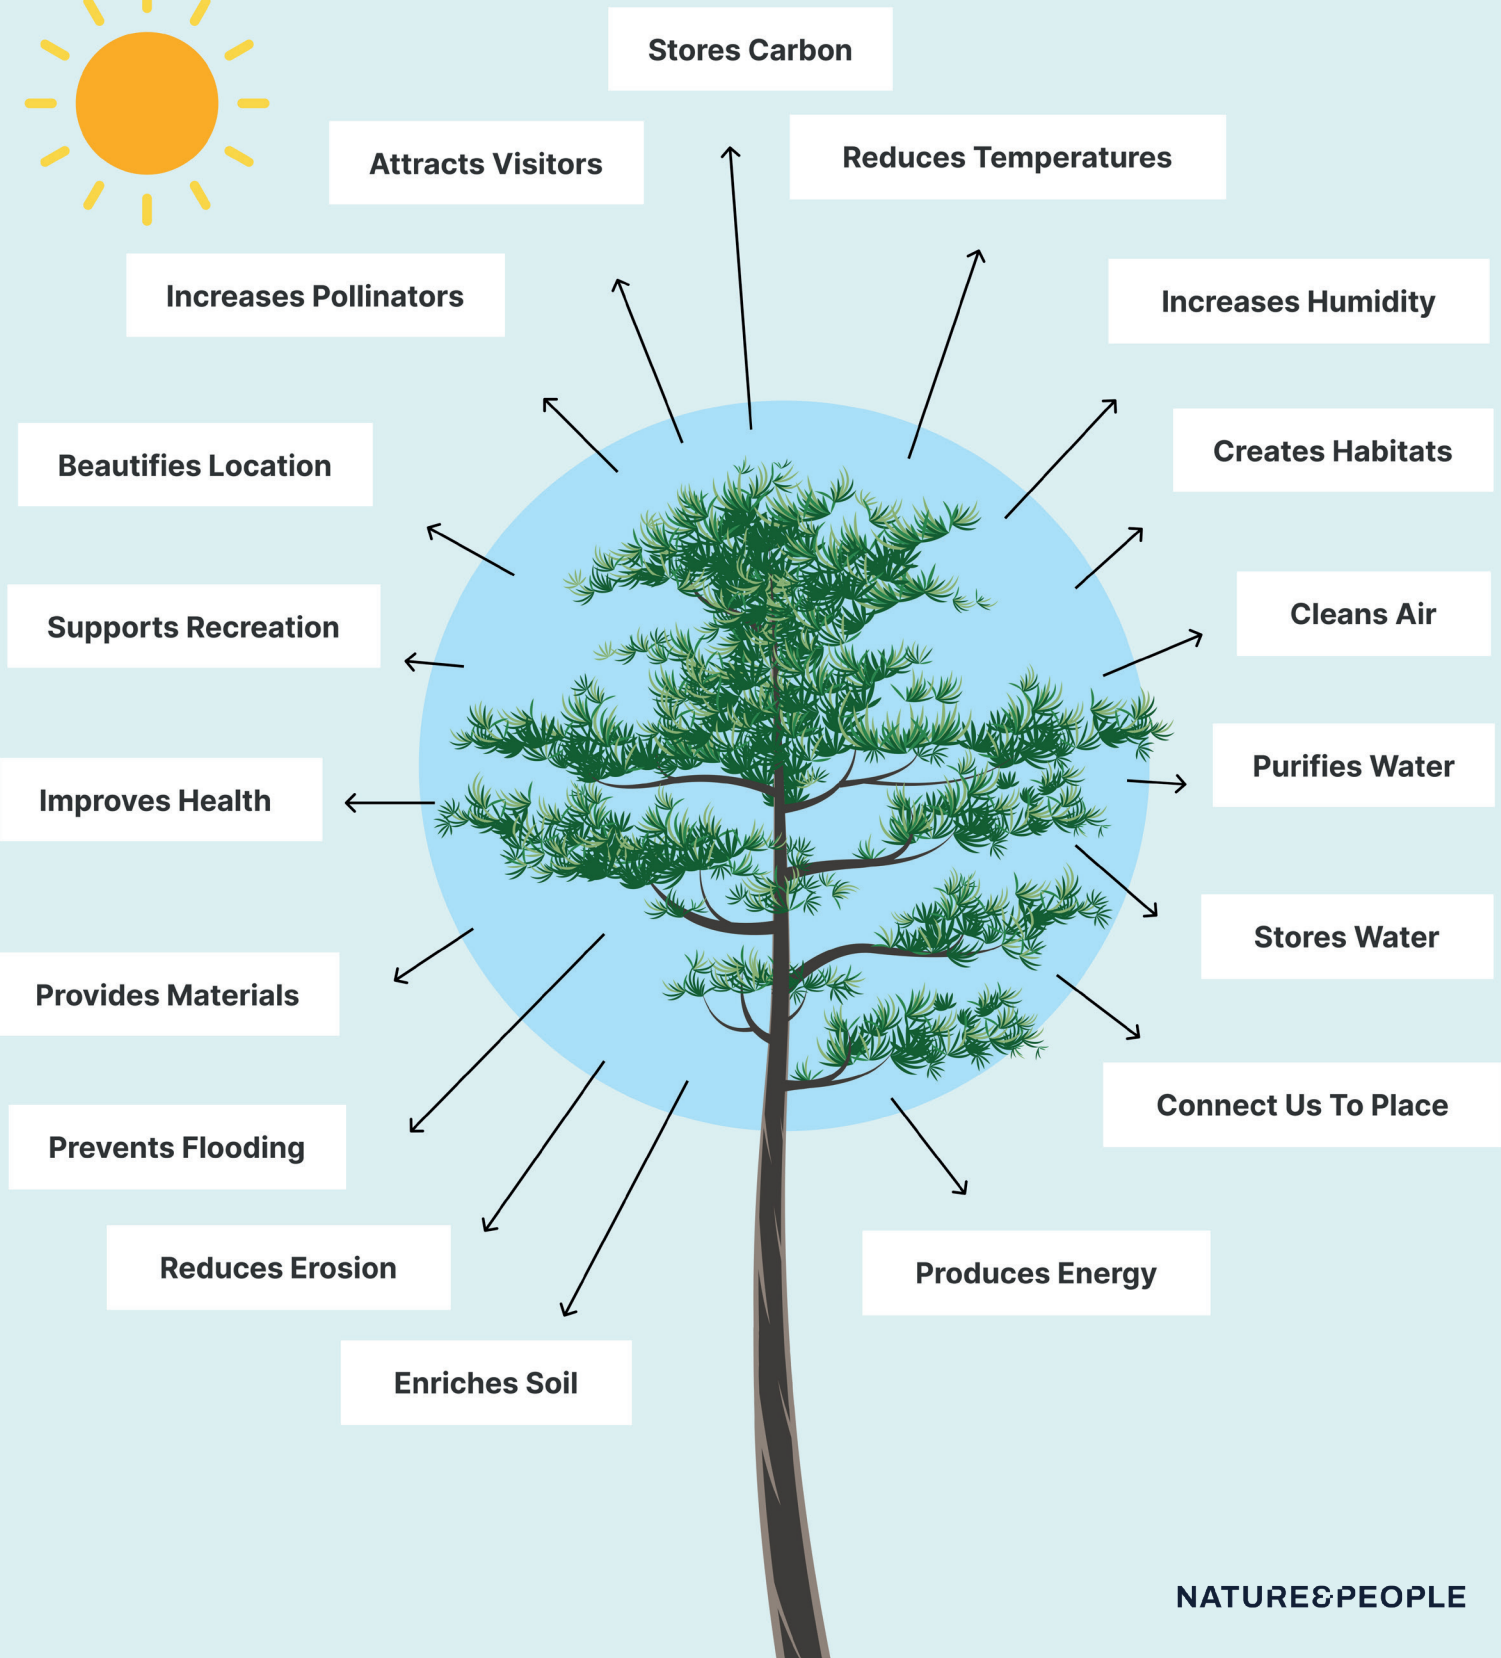 Stores Carbon
Attracts Visitors
Reduces Temperatures
Increases Pollinators
Increases Humidity
Beautifies Location
Creates Habitats
Supports Recreation
Cleans Air
Improves Health
Purifies Water
Stores Water
Provides Materials
Connect Us To Place
Prevents Flooding
Reduces Erosion
Produces Energy
Enriches Soil
NATURE&PEOPLE